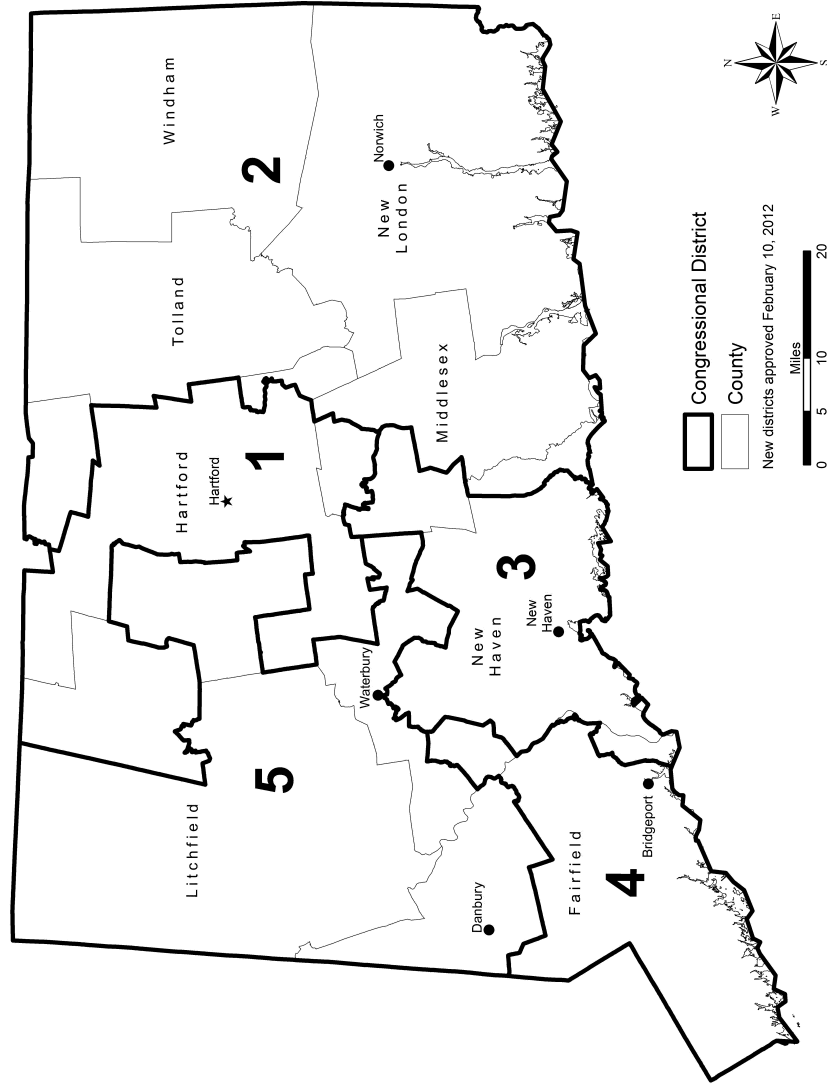 Windham
2
Tolland
Norwich
New
London
Hartford
Hartford
1
Middlesex
Litchfield
5
Waterbury
New
Haven
3
New
Haven
Danbury
Fairfield
4
Bridgeport
N
E
S
W
Congressional District
County
New districts approved February 10, 2012
Miles
0 5 10 20